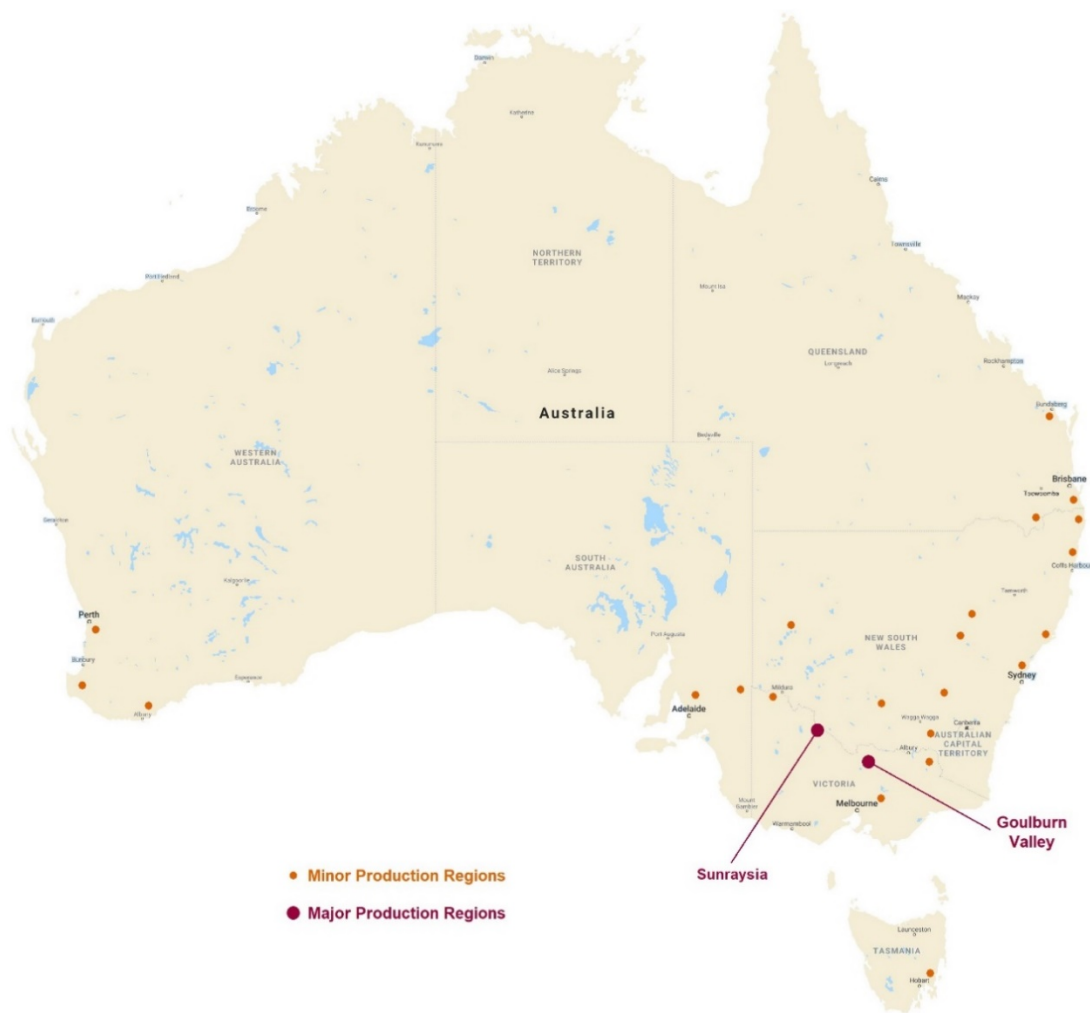 Darwin
Katherine
Kununurra
Cairns
Broome
Townsville
NORTHERN
TERRITORY
Port Hedland
Mount Isa
Mackay
QUEENSLAND
Longreach
Rockhampton
Alice Springs
Bundaberg
Australia
Birdsville
WESTERN
AUSTRALIA
Brisbane
Toowoomba
Geraldton
SOUTH
AUSTRALIA
Coffs Harbour
Kalgoorlie
Tamworth
Perth
Port Augusta
NEW SOUTH
WALES
Bunbury
Sydney
Esperance
Mildura
Adelaide
Albany
Wagga Wagga
Canberra
AUSTRALIAN
CAPITAL
TERRITORY
Albury
VICTORIA
Mount
Gambier
Melbourne
Warrnambool
Goulburn
Valley
Sunraysia
Minor Production Regions
Major Production Regions
Launceston
TASMANIA
Hobart